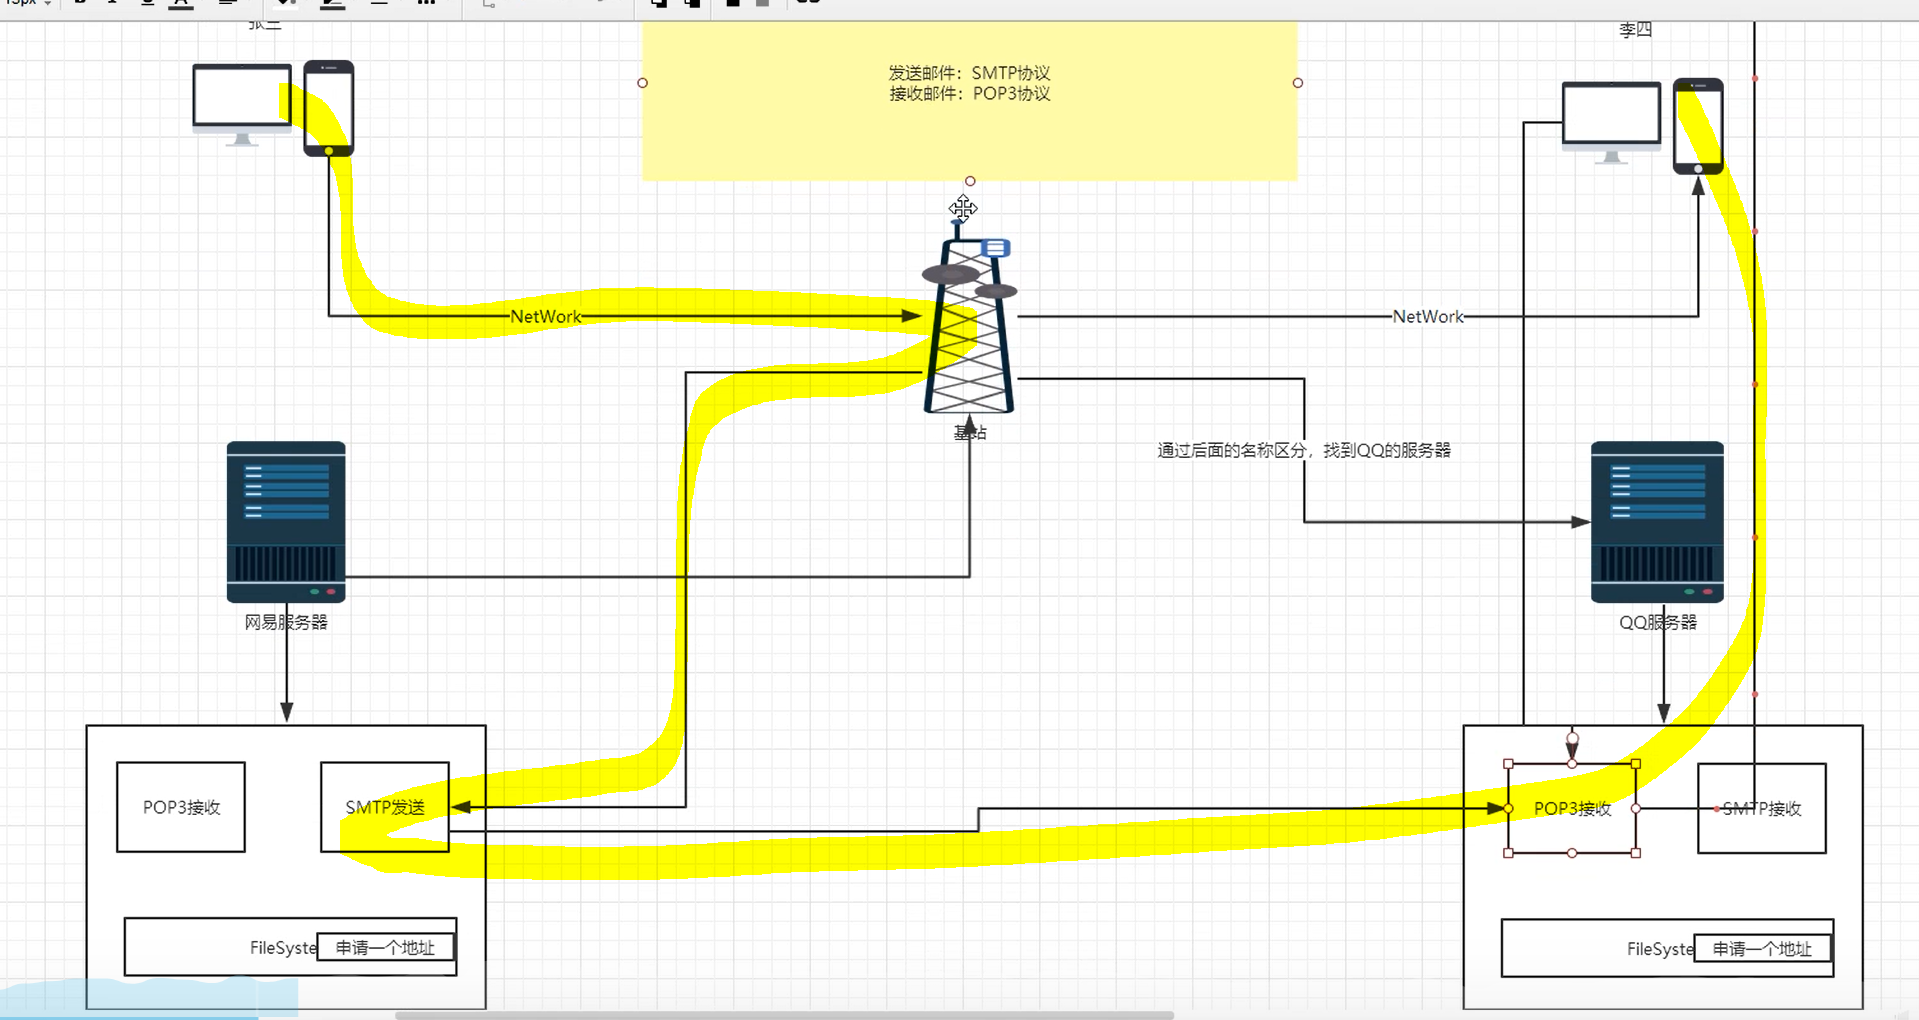 张三
李四
发送邮件：SMTP协议
接收邮件：POP3协议
NetWork
NetWork
基站
通过后面的名称区分，找到QQ的服务器
网易服务器
QQ服务器
POP3接收
SMTP发送
POP3接收
SMTP接收
FileSyste
申请一个地址
FileSyste
申请一个地址